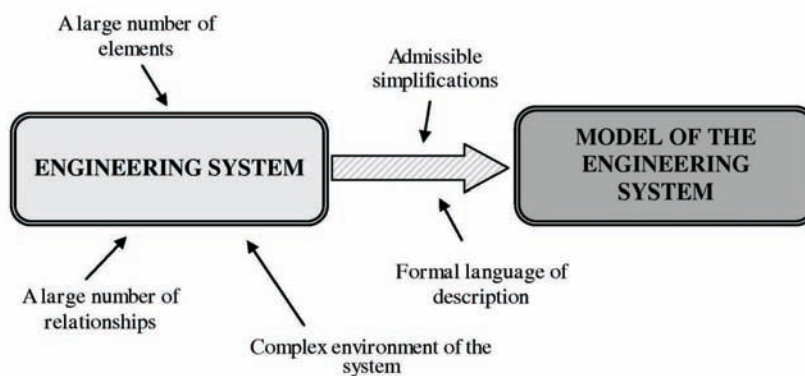 A large number of
elements
Admissible
simplifications
ENGINEERING SYSTEM
MODEL OF THE
ENGINEERING
SYSTEM
A large number of
relationships
Formal language of
description
Complex environment of the
system